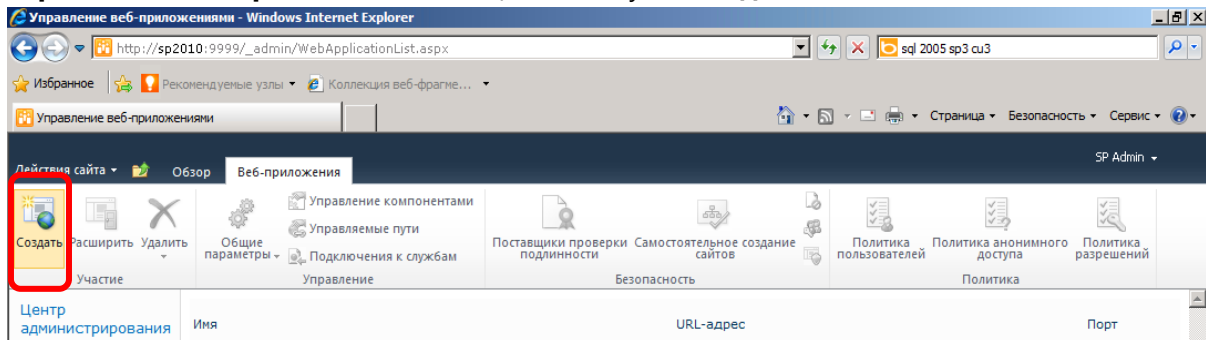 Управление веб-приложениями - Windows Internet Explorer
http://sp2010:9999/_admin/WebApplicationList.aspx
sql 2005 sp3 cu3
Избранное
Рекомендуемые узлы
Коллекция веб-фрагме...
Управление веб-приложениями
Страница
Безопасность
Сервис
SP Admin
Действия сайта
Обзор
Веб-приложения
Создать
Расширить
Удалить
Участие
Общие
параметры
Управление компонентами
Управляемые пути
Подключения к службам
Управление
Поставщики проверки
подлинности
Самостоятельное создание
сайтов
Безопасность
Политика
пользователей
Политика анонимного
доступа
Политика
разрешений
Политика
Центр
администрирования
Имя
URL-адрес
Порт